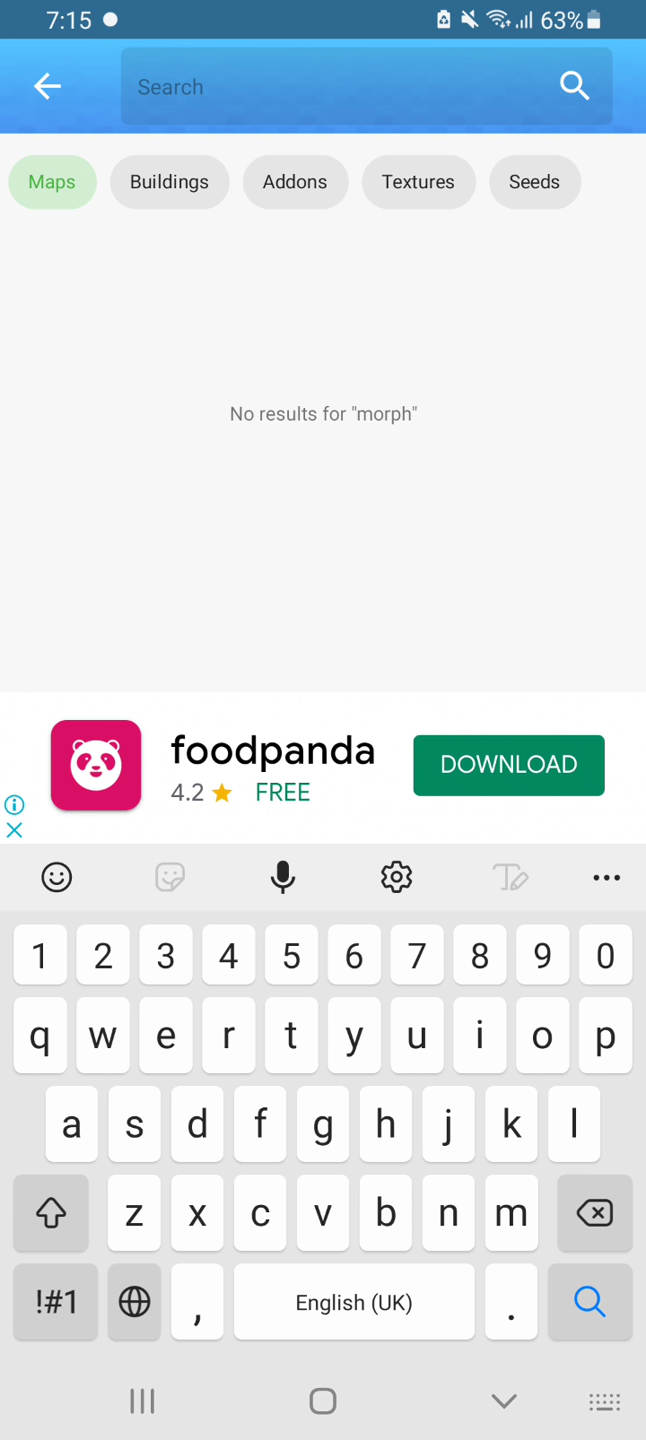 7:15 63%
Search
Maps Buildings Addons Textures Seeds
No results for "morph"
foodpanda
4.2 FREE
DOWNLOAD
1 2 3 4 5 6 7 8 9 0
q w e r t y u i o p
a s d f g h j k l
z x c v b n m
!#1 , English (UK) .